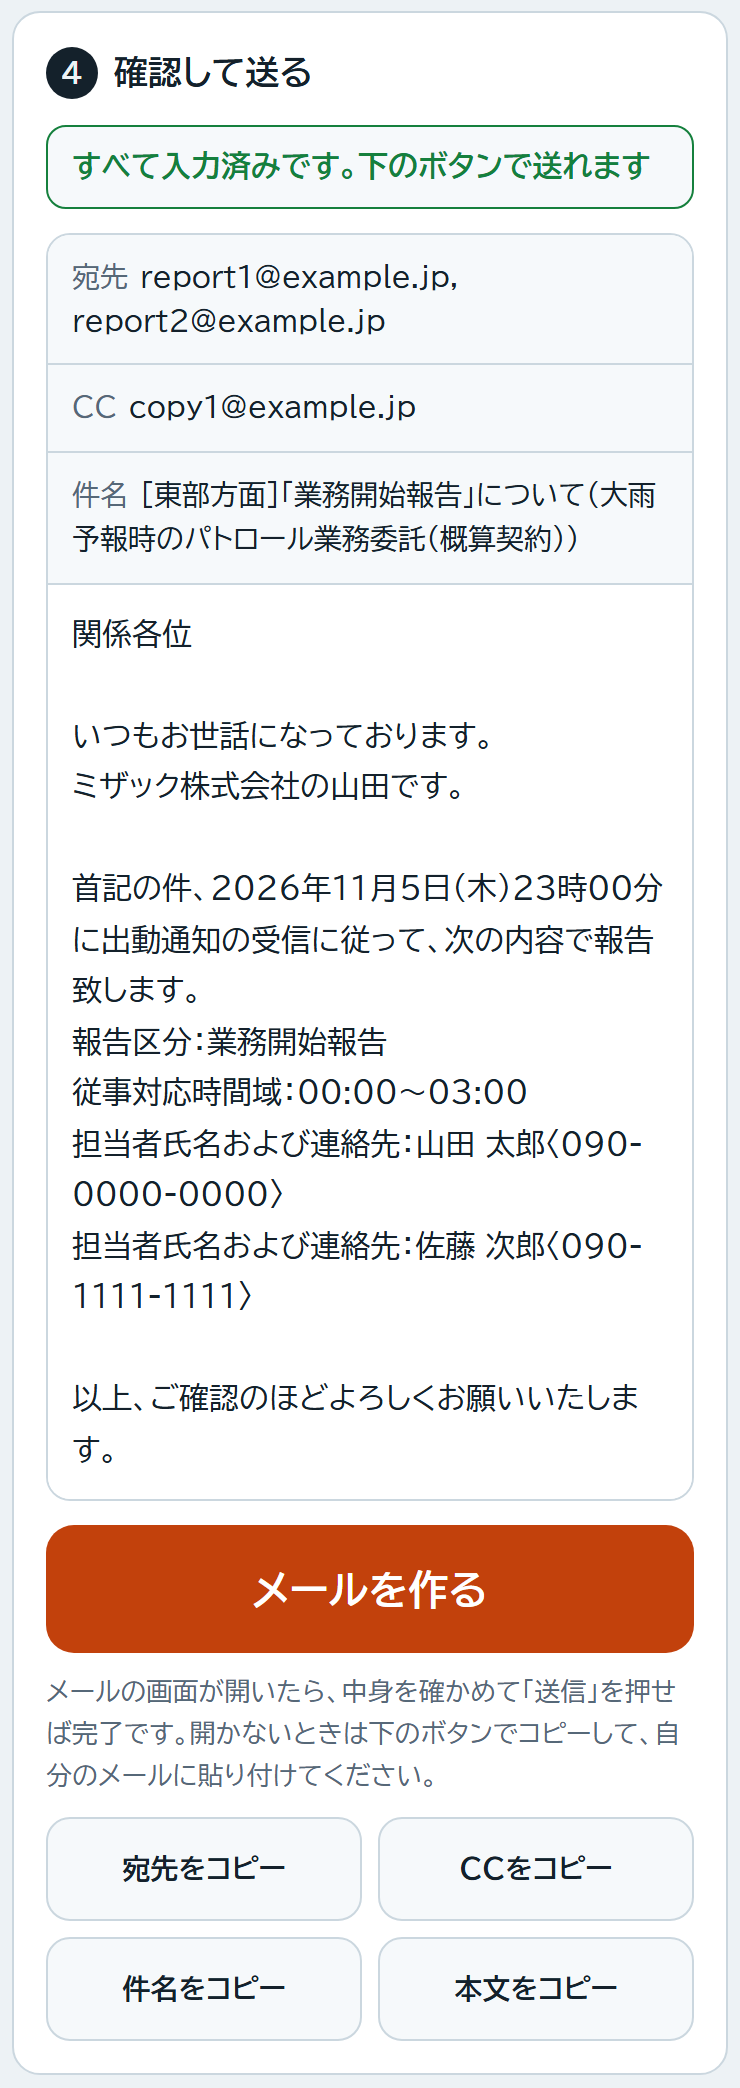 4 確認して送る
すべて入力済みです。下のボタンで送れます
宛先 report1@example.jp,
report2@example.jp
CC copy1@example.jp
件名 [東部方面]「業務開始報告」について(大雨
予報時のパトロール業務委託(概算契約))
関係各位
いつもお世話になっております。
ミザック株式会社の山田です。
首記の件、2026年11月5日(木)23時00分
に出動通知の受信に従って、次の内容で報告
致します。
報告区分:業務開始報告
従事対応時間域:00:00～03:00
担当者氏名および連絡先:山田 太郎〈090-
0000-0000〉
担当者氏名および連絡先:佐藤 次郎〈090-
1111-1111〉
以上、ご確認のほどよろしくお願いいたしま
す。
メールを作る
メールの画面が開いたら、中身を確かめて「送信」を押せ
ば完了です。開かないときは下のボタンでコピーして、自
分のメールに貼り付けてください。
宛先をコピー
CCをコピー
件名をコピー
本文をコピー